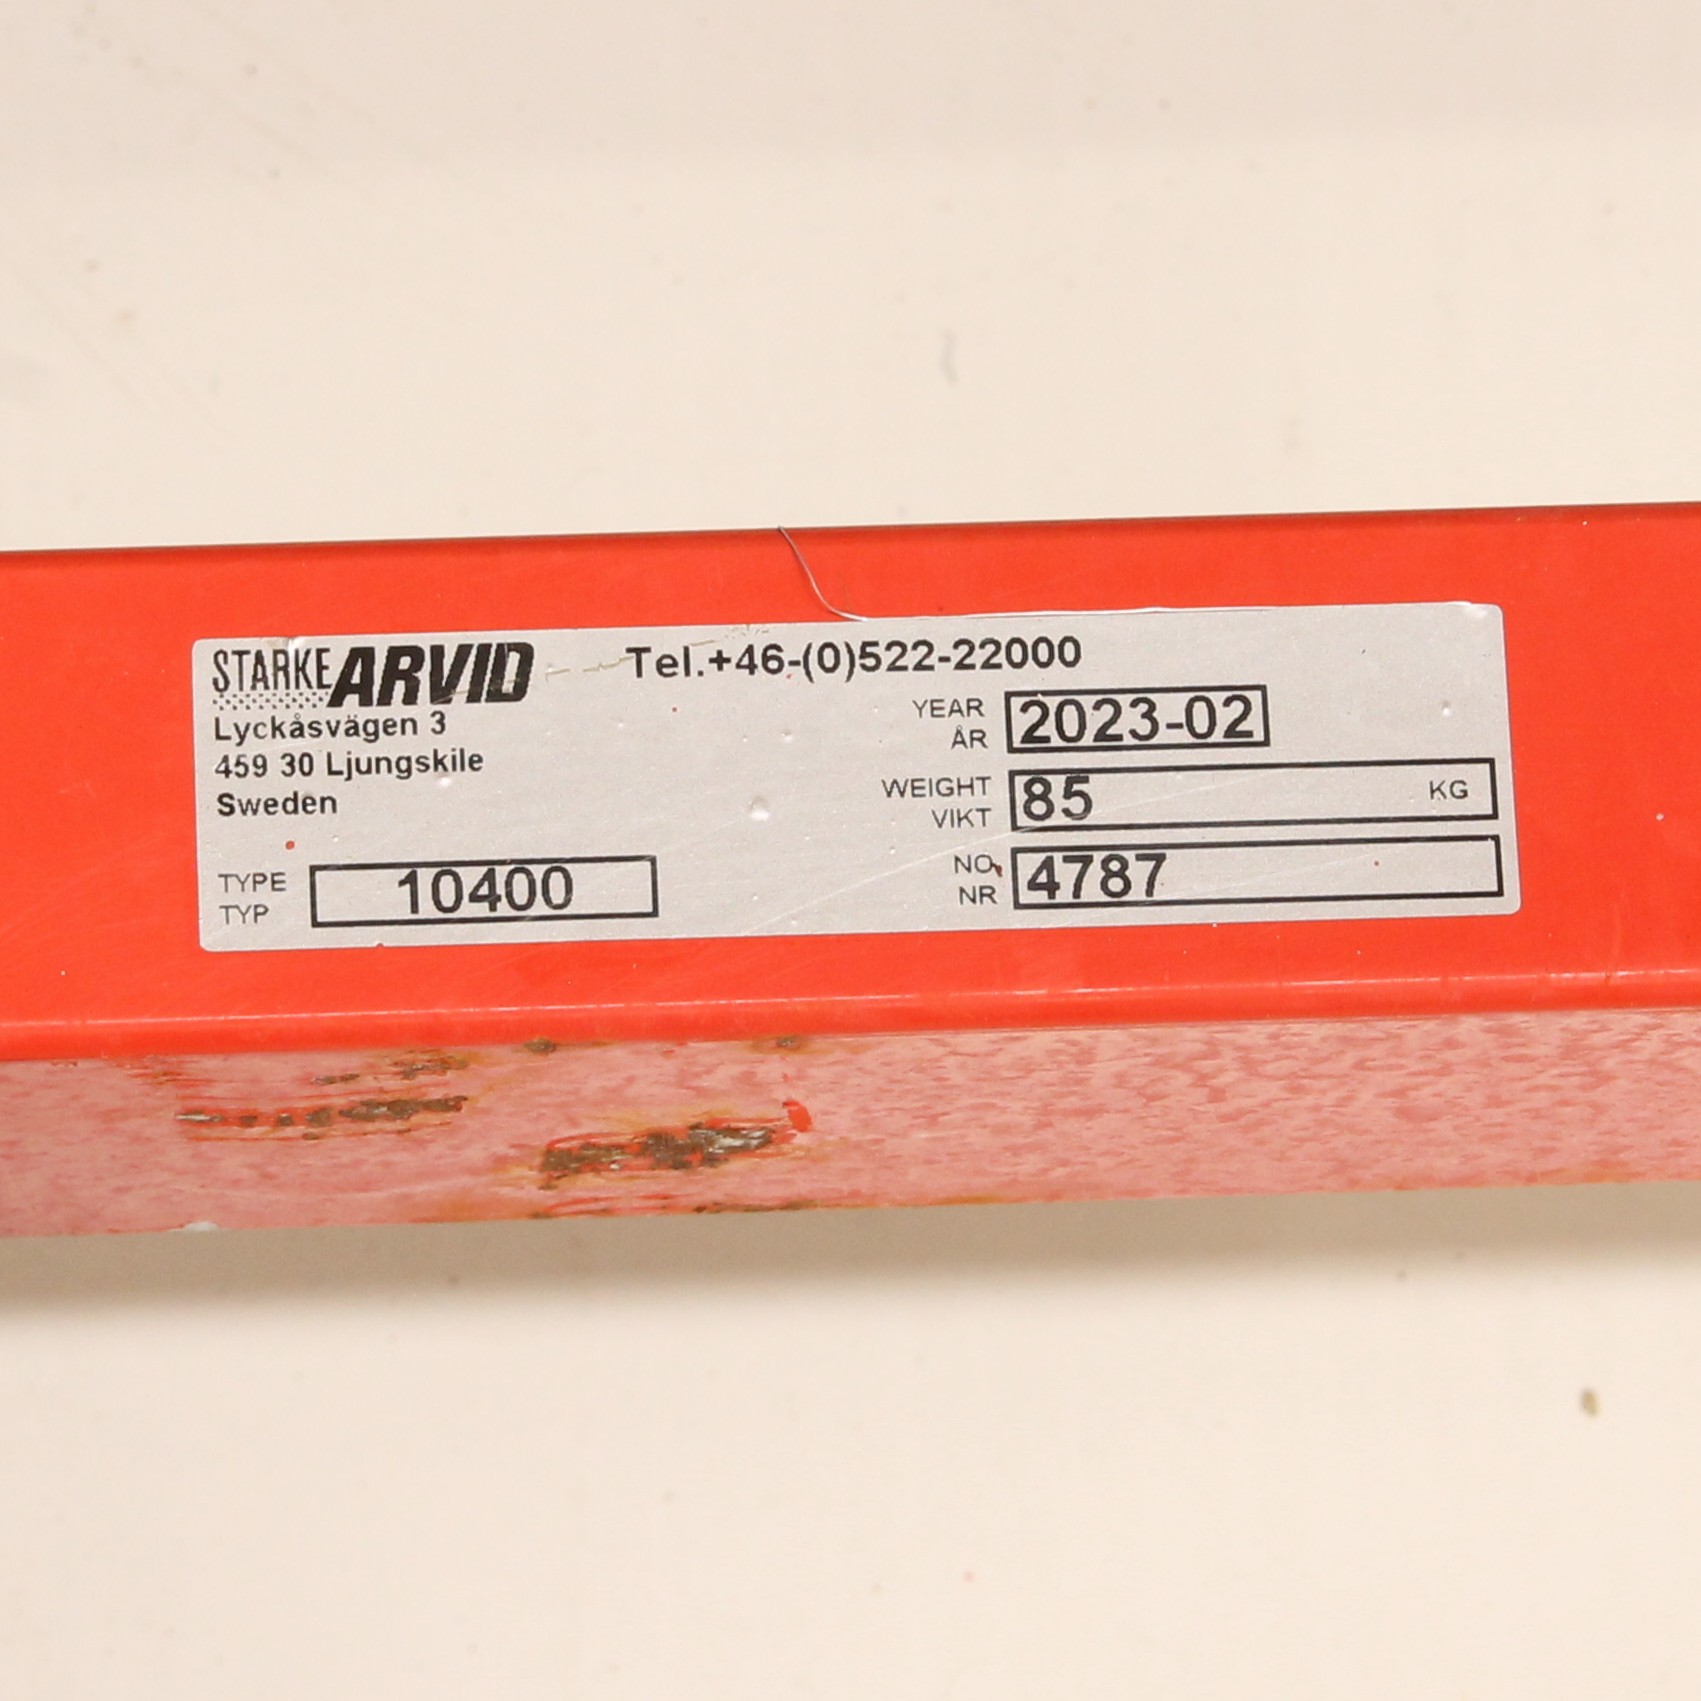 STARKE ARVID
Tel.+46-(0)522-22000
Lyckåsvägen 3
459 30 Ljungskile
Sweden
TYPE
TYP
10400
YEAR
ÅR
2023-02
WEIGHT
VIKT
85 KG
NO.
NR
4787